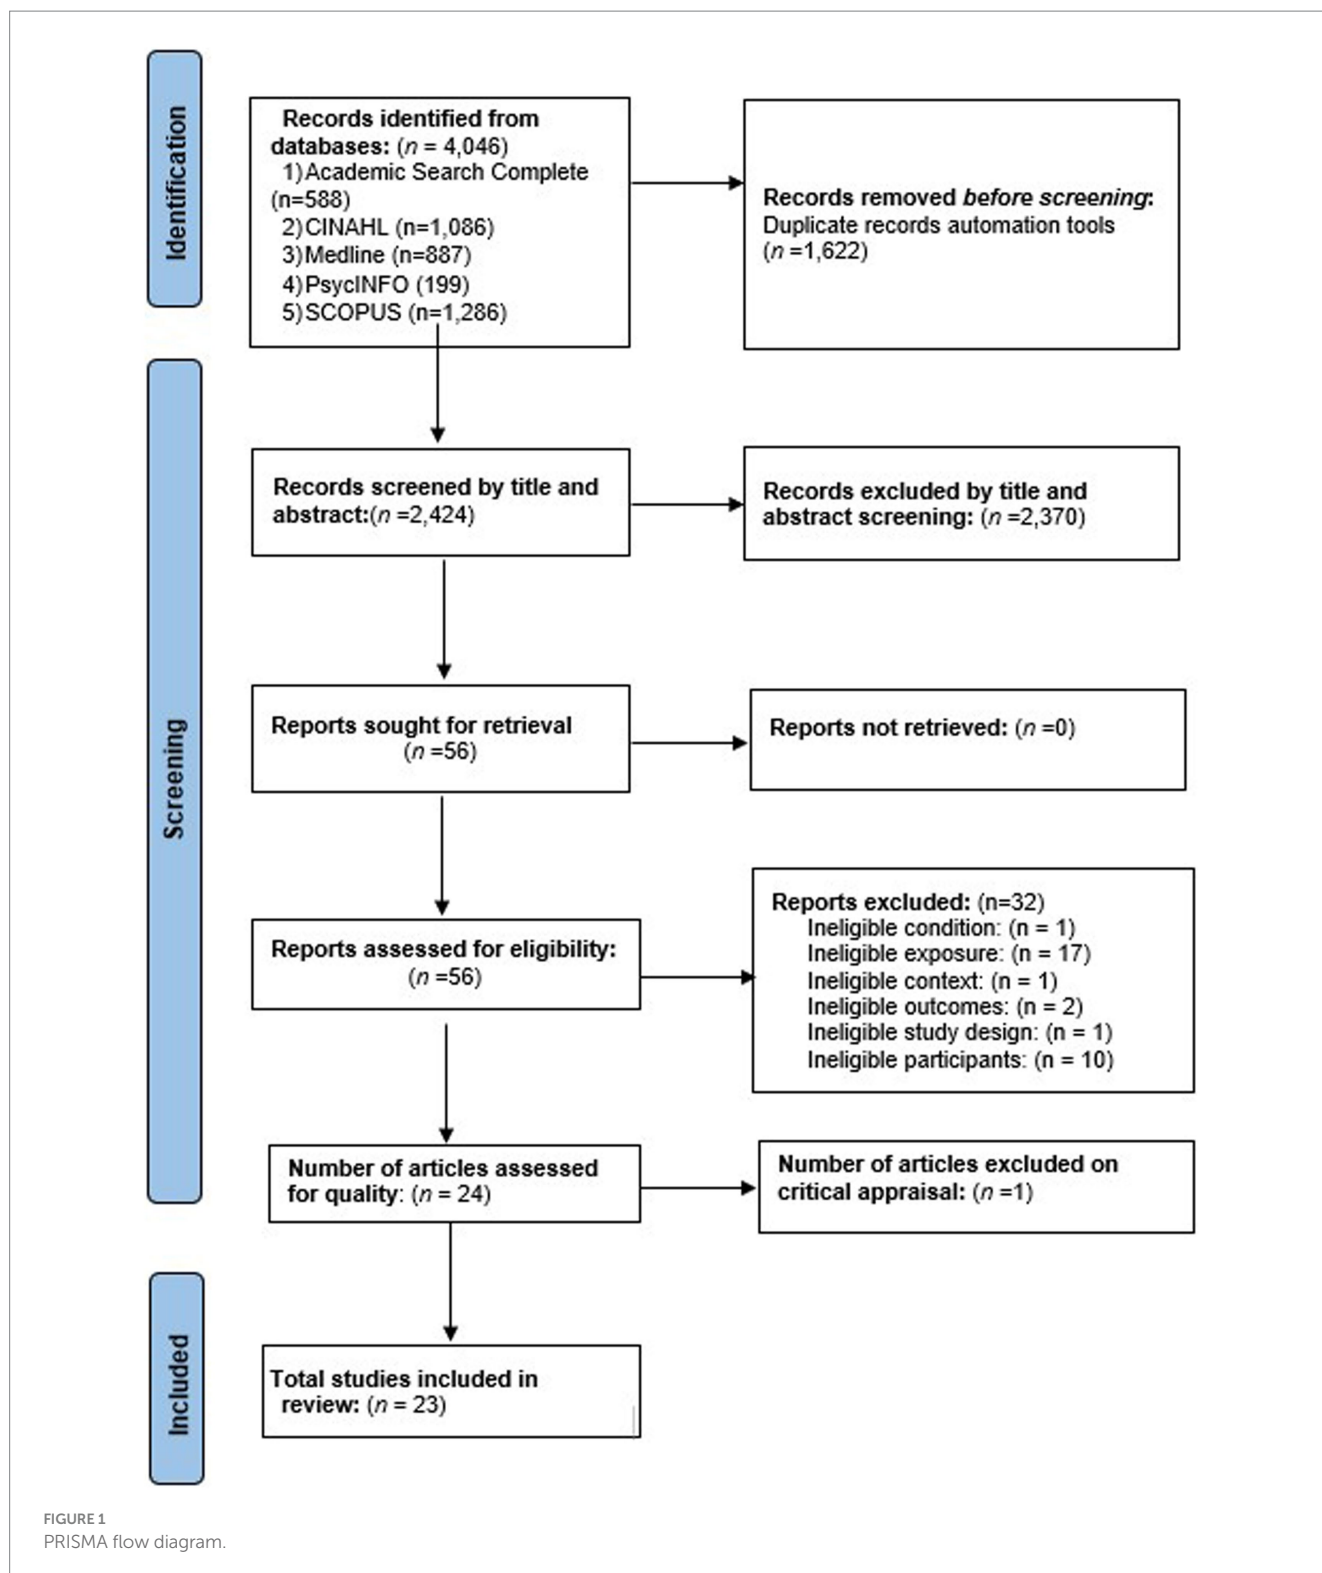 Identification
Records identified from
databases: (n = 4,046)
1) Academic Search Complete
(n=588)
2) CINAHL (n=1,086)
3) Medline (n=887)
4) PsycINFO (199)
5) SCOPUS (n=1,286)
Records removed before screening:
Duplicate records automation tools
(n =1,622)
Screening
Records screened by title and
abstract:(n =2,424)
Records excluded by title and
abstract screening: (n =2,370)
Reports sought for retrieval
(n =56)
Reports not retrieved: (n =0)
Reports assessed for eligibility:
(n =56)
Reports excluded: (n=32)
Ineligible condition: (n = 1)
Ineligible exposure: (n = 17)
Ineligible context: (n = 1)
Ineligible outcomes: (n = 2)
Ineligible study design: (n = 1)
Ineligible participants: (n = 10)
Number of articles assessed
for quality: (n = 24)
Number of articles excluded on
critical appraisal: (n =1)
Included
Total studies included in
review: (n = 23)
FIGURE 1
PRISMA flow diagram.